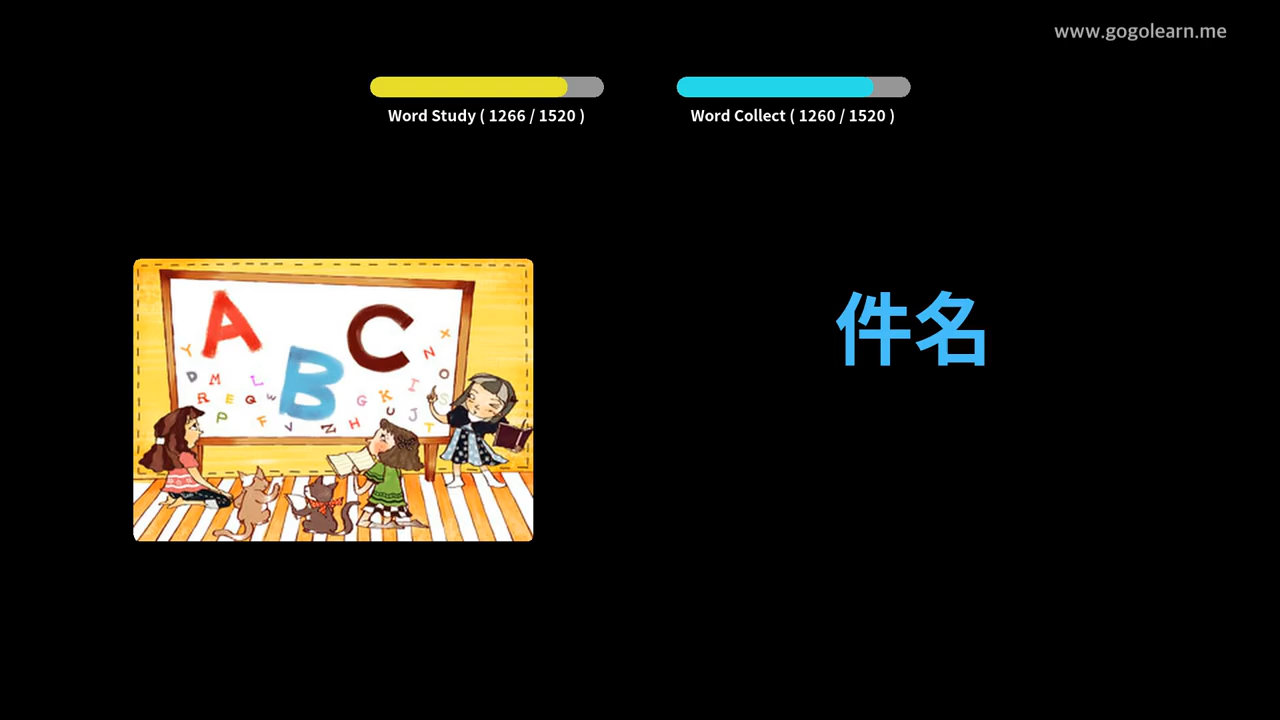 www.gogolearn.me
Word Study ( 1266 / 1520 )
Word Collect ( 1260 / 1520 )
件名
A
B
C
Y
X
N
D M L
O
R E Q W
G K I
S
P
F V Z H
U J
T